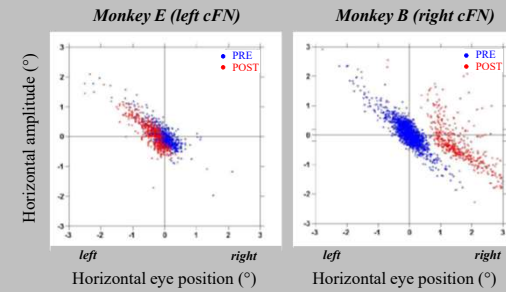 Monkey E (left cFN)
Monkey B (right cFN)
Horizontal amplitude (°)
PRE
POST
3
2
1
0
-1
-2
-3
-3 -2 -1 0 1 2 3
left right
Horizontal eye position (°)
PRE
POST
3
2
1
0
-1
-2
-3
-3 -2 -1 0 1 2 3
left right
Horizontal eye position (°)